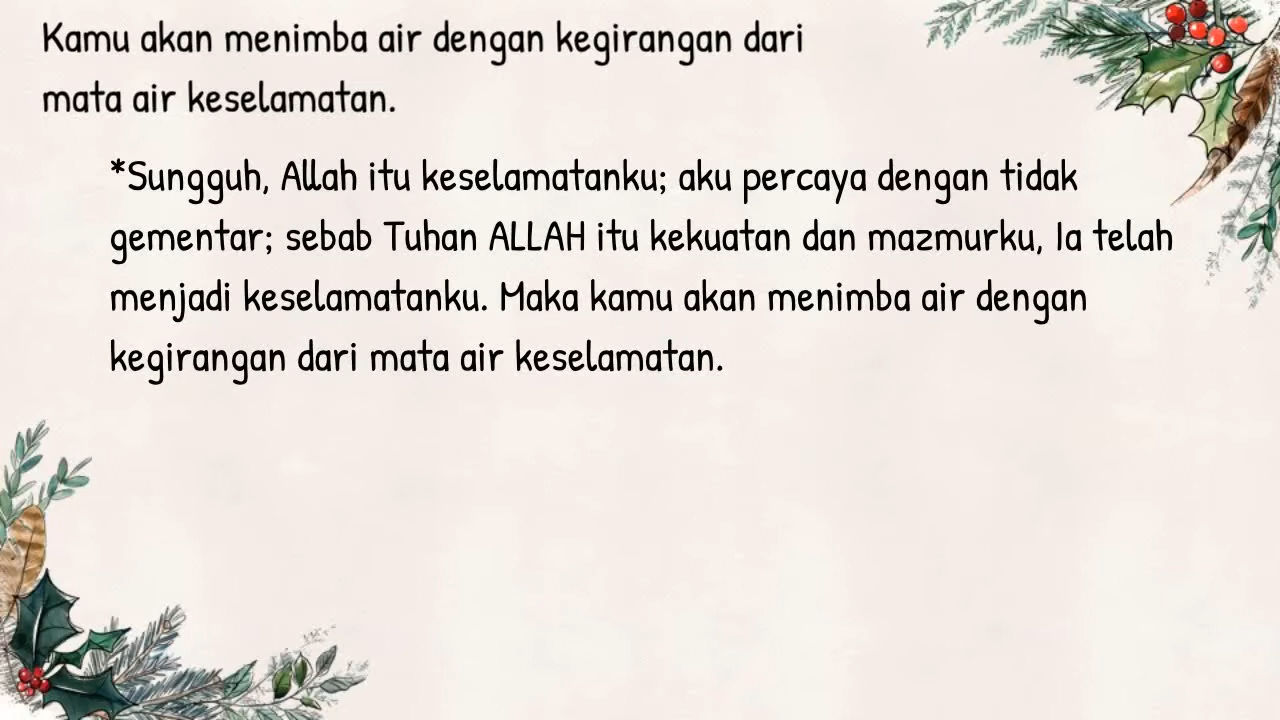 Kamu akan menimba air dengan kegirangan dari
mata air keselamatan.
*Sungguh, Allah itu keselamatanku; aku percaya dengan tidak
gementar; sebab Tuhan ALLAH itu kekuatan dan mazmurku, Ia telah
menjadi keselamatanku. Maka kamu akan menimba air dengan
kegirangan dari mata air keselamatan.